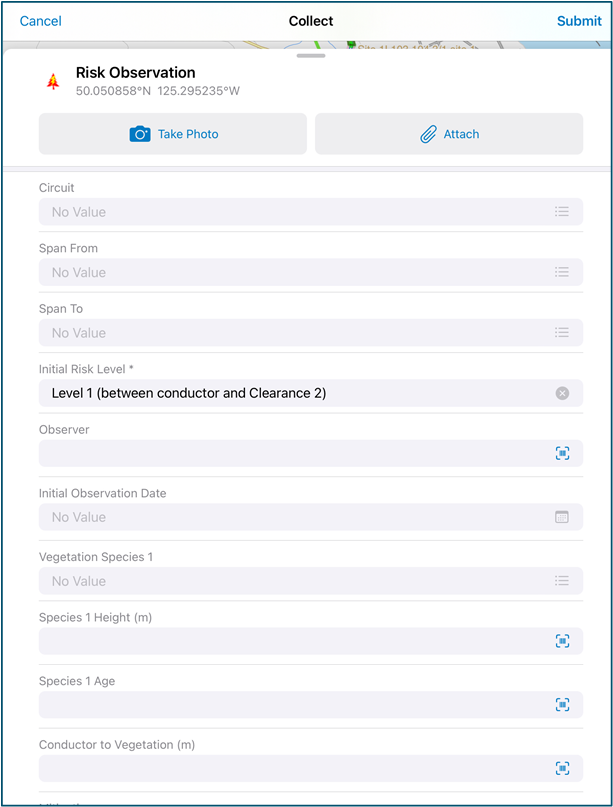 Cancel
Collect
Submit
Risk Observation
50.050858°N 125.295235°W
Take Photo
Attach
Circuit
No Value
Span From
No Value
Span To
No Value
Initial Risk Level *
Level 1 (between conductor and Clearance 2)
Observer
Initial Observation Date
No Value
Vegetation Species 1
No Value
Species 1 Height (m)
Species 1 Age
Conductor to Vegetation (m)